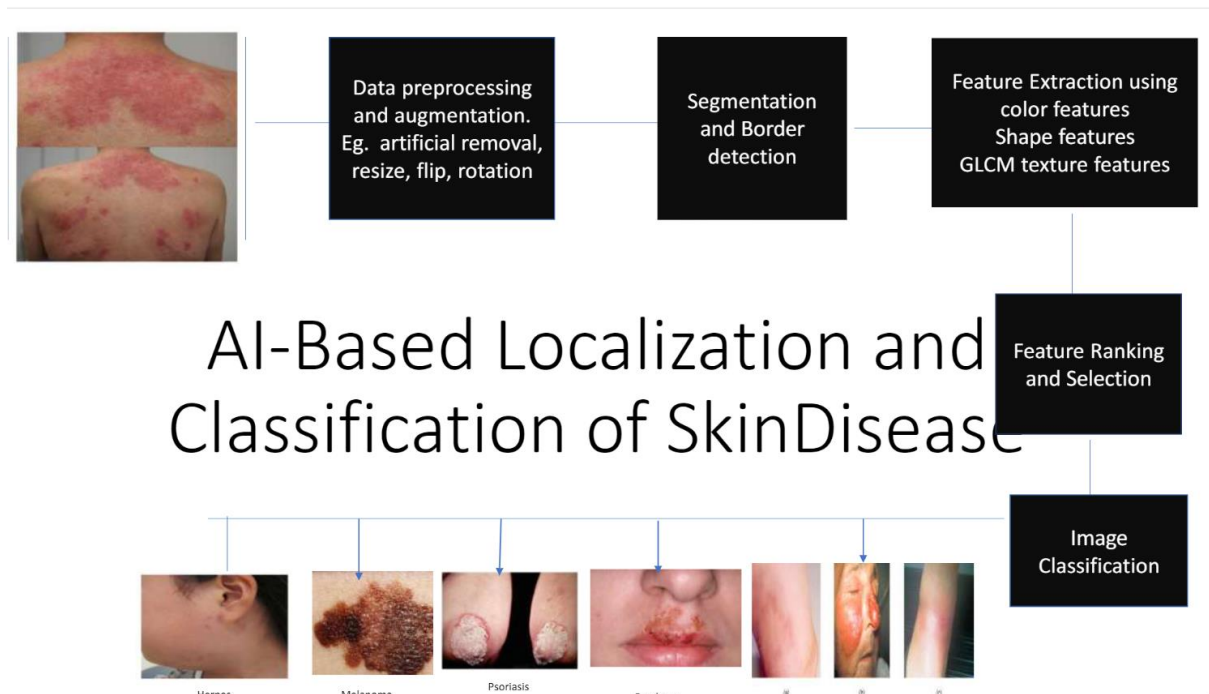 Data preprocessing
and augmentation.
Eg. artificial removal,
resize, flip, rotation
Segmentation
and Border
detection
Feature Extraction using
color features
Shape features
GLCM texture features
AI-Based Localization and
Classification of SkinDisease
Feature Ranking
and Selection
Image
Classification
Psoriasis
Melanoma